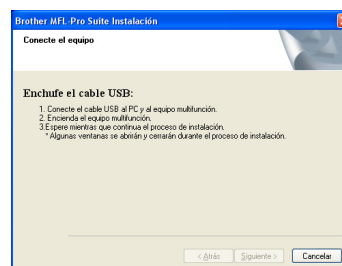 Brother MFL-Pro Suite Instalación
Conecte el equipo
Enchufe el cable USB:
1. Conecte el cable USB al PC y al equipo multifunción.
2. Encienda el equipo multifunción.
3.Espere mientras que continua el proceso de instalación.
* Algunas ventanas se abrirán y cerrarán durante el proceso de instalación.
< Atrás Siguiente > Cancelar